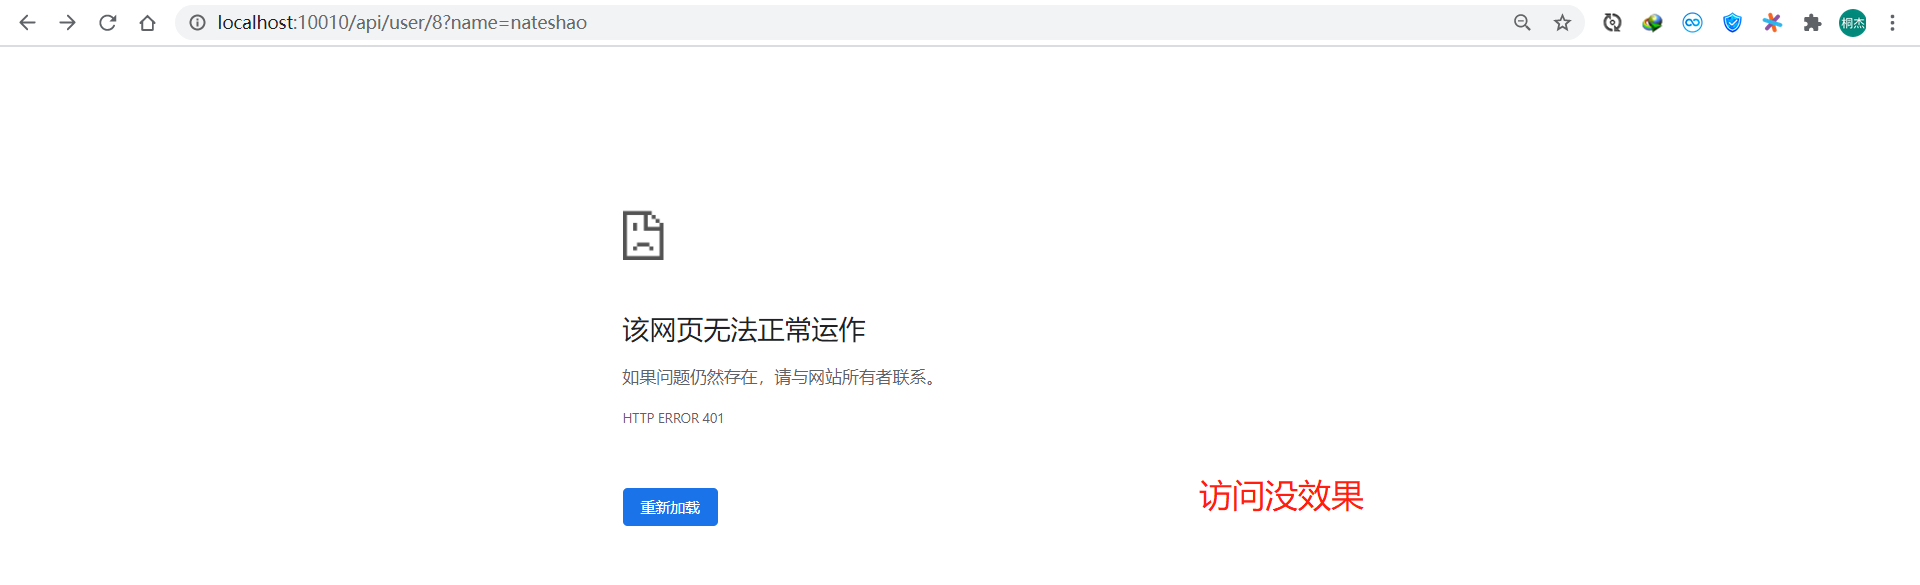 localhost:10010/api/user/8?name=nateshao
桐杰
该网页无法正常运作
如果问题仍然存在，请与网站所有者联系。
HTTP ERROR 401
访问没效果
重新加载